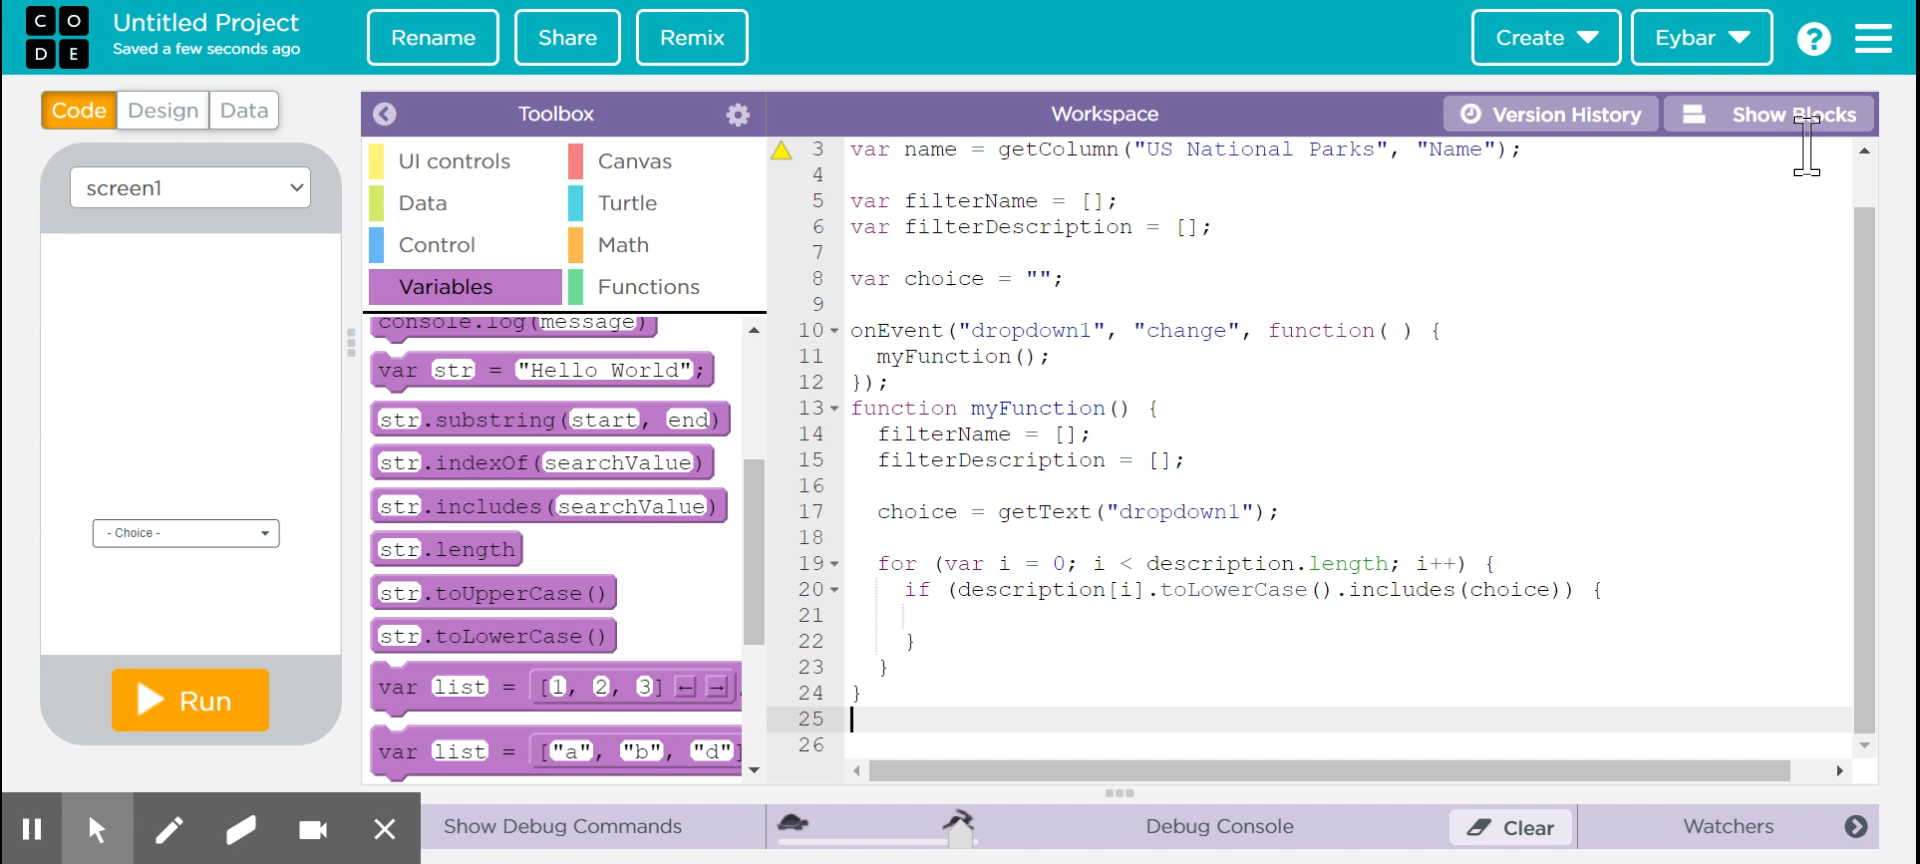 CODE
Untitled Project
Saved a few seconds ago
Rename
Share
Remix
Create
Eybar
?
Code
Design
Data
Toolbox
Workspace
Version History
Show Blocks
screen1
- Choice -
Run
UI controls
Canvas
Data
Turtle
Control
Math
Variables
Functions
console.log(message)
var str = "Hello World";
str.substring(start, end)
str.indexOf(searchValue)
str.includes(searchValue)
str.length
str.toUpperCase()
str.toLowerCase()
var list = [1, 2, 3]
var list = ["a", "b", "d"]
3 var name = getColumn("US National Parks", "Name");
4
5 var filterName = [];
6 var filterDescription = [];
7
8 var choice = "";
9
10 onEvent("dropdown1", "change", function( ) {
11 myFunction();
12 });
13 function myFunction() {
14 filterName = [];
15 filterDescription = [];
16
17 choice = getText("dropdown1");
18
19 for (var i = 0; i < description.length; i++) {
20 if (description[i].toLowerCase().includes(choice)) {
21
22 }
23 }
24 }
25
26
Show Debug Commands
Debug Console
Clear
Watchers